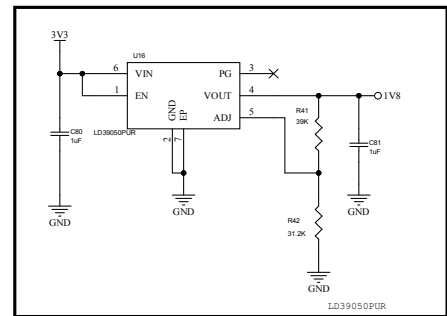 3V3
U16
6 VIN PG 3
1 EN VOUT 4 1V8
GND EP ADJ 5
2 7
LD39050PUR
C80
1uF
R41
39K
C81
1uF
R42
31.2K
GND
GND
GND
GND
LD39050PUR